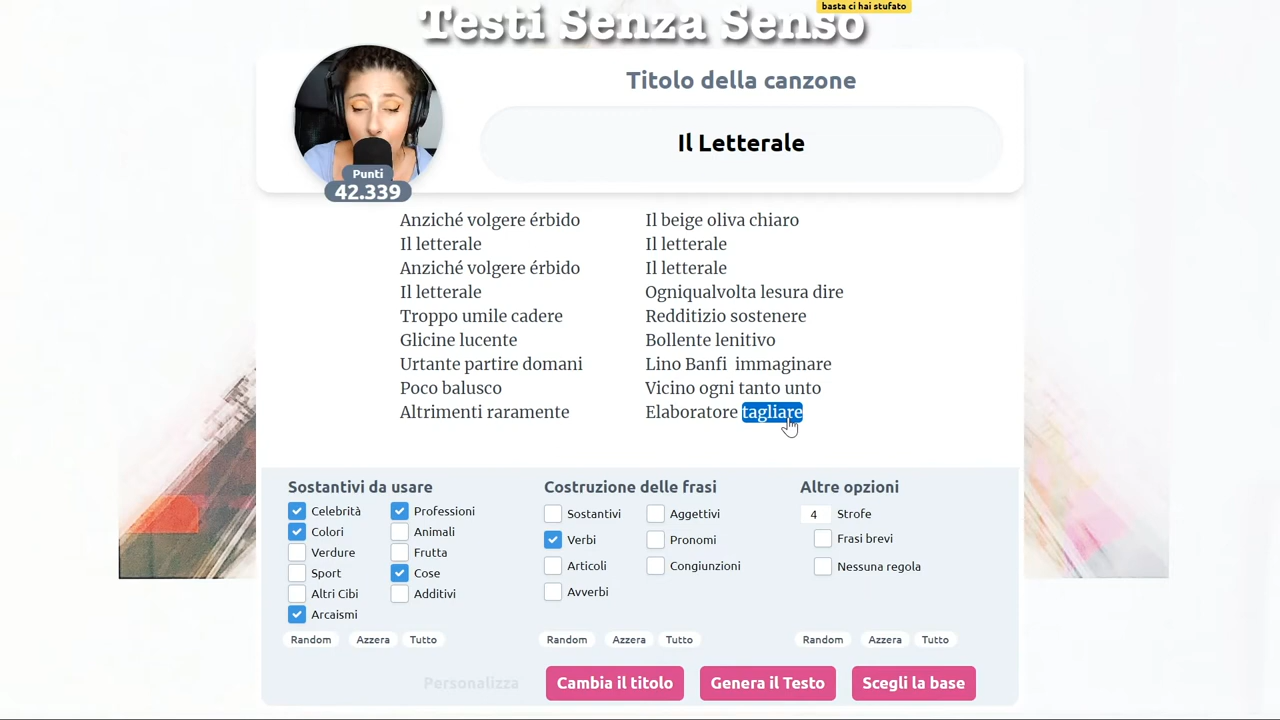 basta ci hai stufato
Testi Senza Senso
Titolo della canzone
Il Letterale
Punti
42.339
Anziché volgere érbido
Il letterale
Anziché volgere érbido
Il letterale
Troppo umile cadere
Glicine lucente
Urtante partire domani
Poco balusco
Altrimenti raramente
Il beige oliva chiaro
Il letterale
Il letterale
Ogniqualvolta lesura dire
Redditizio sostenere
Bollente lenitivo
Lino Banfi  immaginare
Vicino ogni tanto unto
Elaboratore tagliare
Sostantivi da usare
Celebrità
Professioni
Colori
Animali
Verdure
Frutta
Sport
Cose
Altri Cibi
Additivi
Arcaismi
Random Azzera Tutto
Costruzione delle frasi
Sostantivi
Aggettivi
Verbi
Pronomi
Articoli
Congiunzioni
Avverbi
Random Azzera Tutto
Altre opzioni
4 Strofe
Frasi brevi
Nessuna regola
Random Azzera Tutto
Personalizza
Cambia il titolo
Genera il Testo
Scegli la base